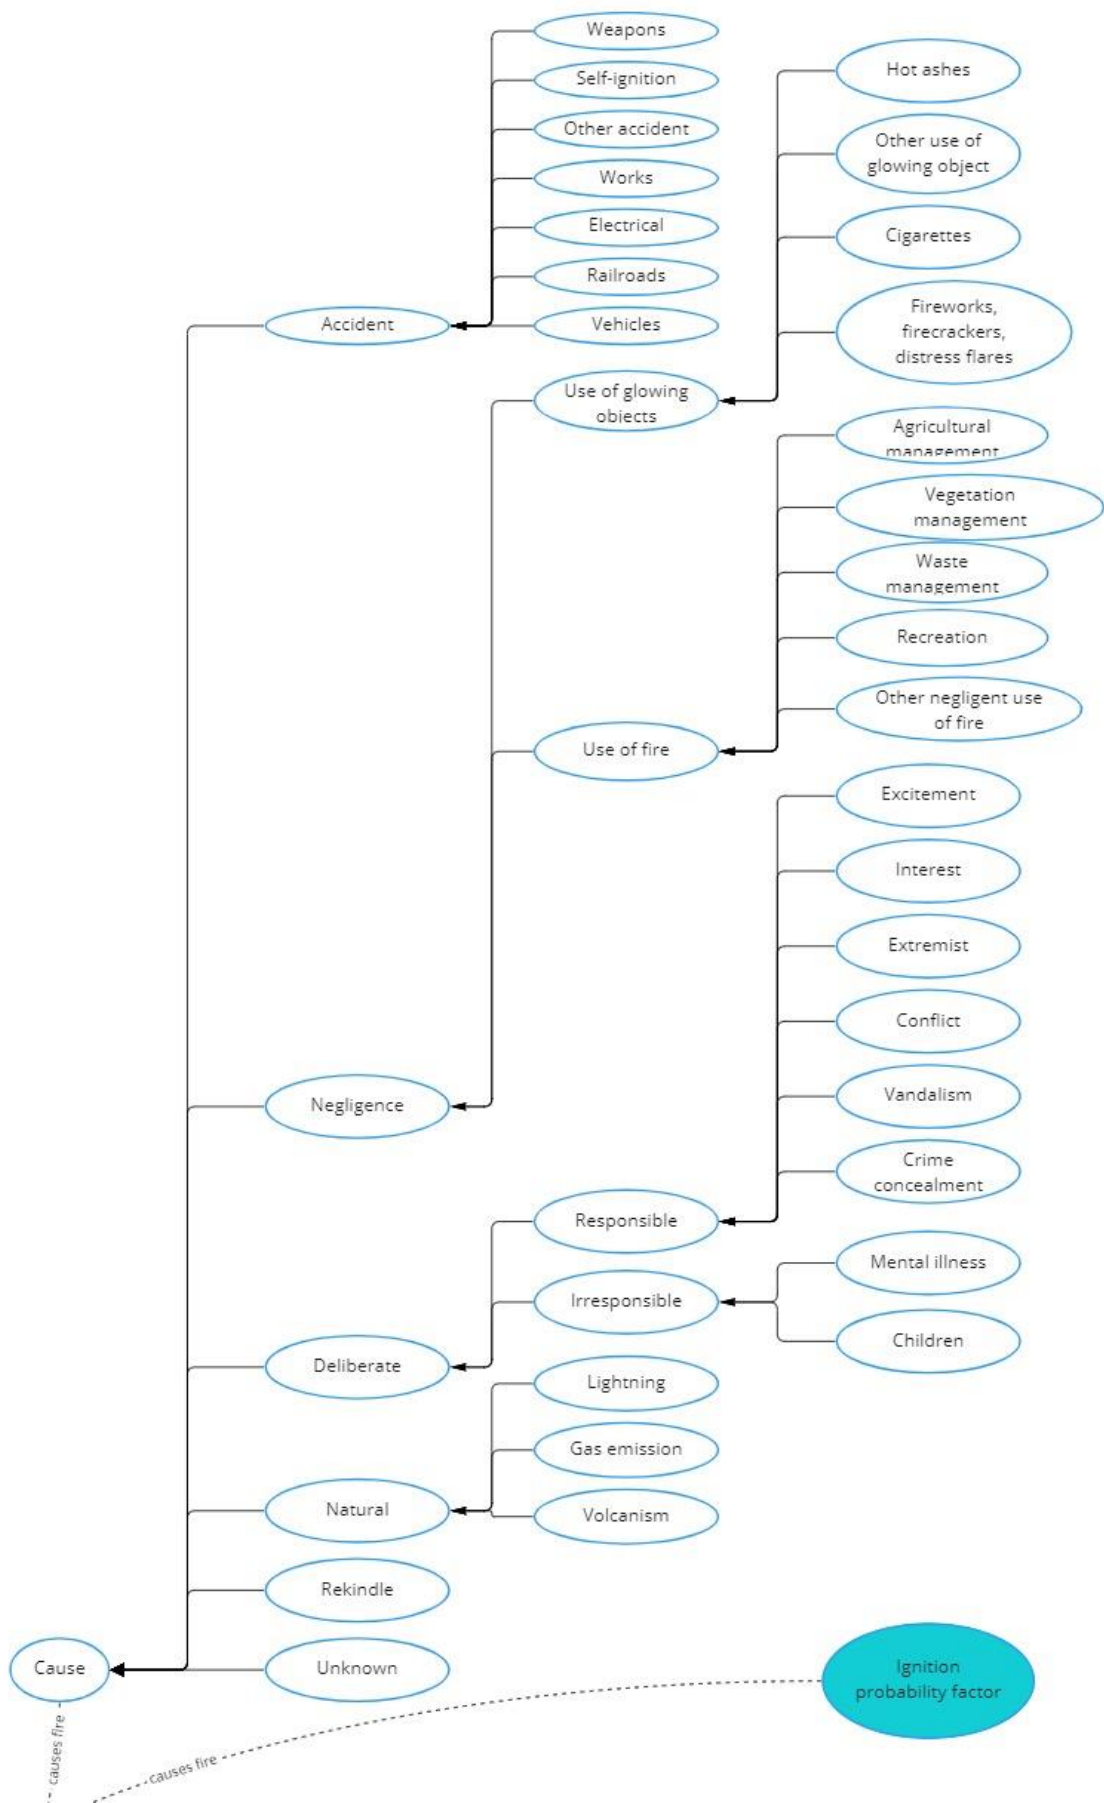 Weapons
Self-ignition
Other accident
Works
Electrical
Railroads
Vehicles
Accident
Hot ashes
Other use of
glowing object
Cigarettes
Fireworks,
firecrackers,
distress flares
Use of glowing
objects
Agricultural
management
Vegetation
management
Waste
management
Recreation
Other negligent use
of fire
Use of fire
Negligence
Excitement
Interest
Extremist
Conflict
Vandalism
Crime
concealment
Responsible
Mental illness
Irresponsible
Children
Deliberate
Lightning
Gas emission
Volcanism
Natural
Rekindle
Unknown
Cause
Ignition
probability factor
causes fire
causes fire